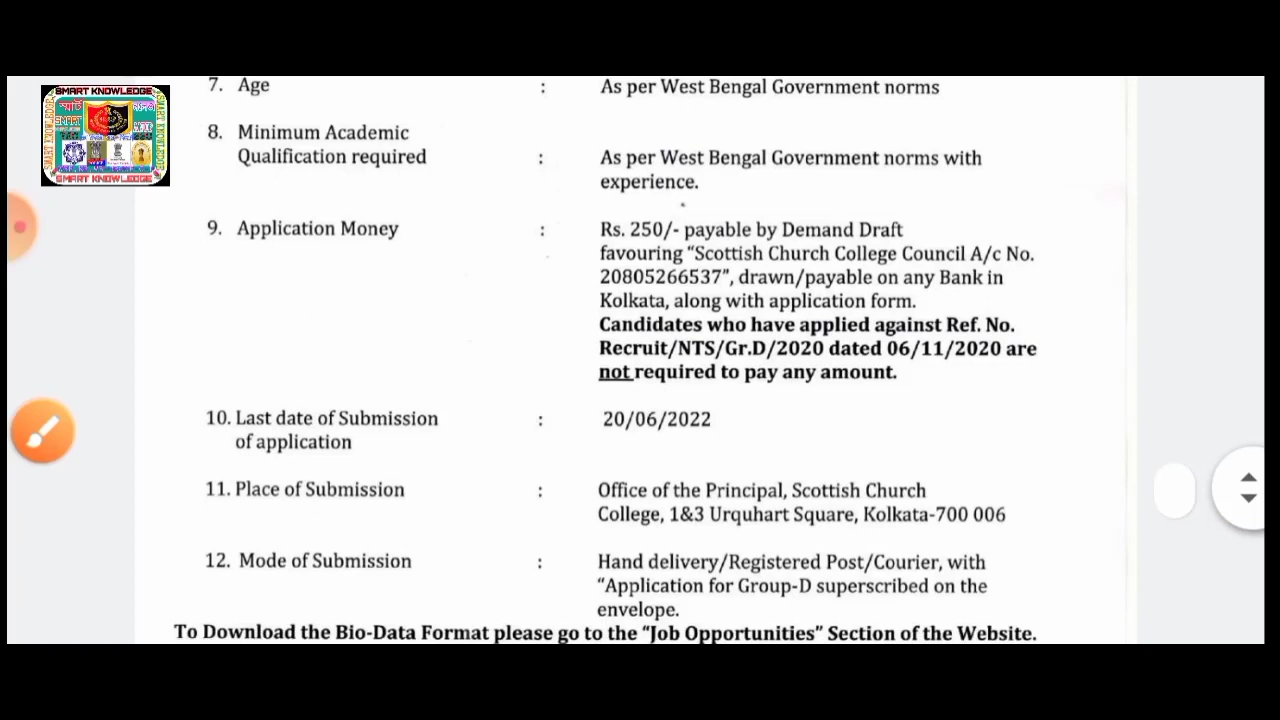 SMART KNOWLEDGE
স্মার্ট
SMART
SMART KNOWLEDGE
7. Age : As per West Bengal Government norms
8. Minimum Academic
Qualification required : As per West Bengal Government norms with
experience.
9. Application Money : Rs. 250/- payable by Demand Draft
favouring “Scottish Church College Council A/c No.
20805266537”, drawn/payable on any Bank in
Kolkata, along with application form.
Candidates who have applied against Ref. No.
Recruit/NTS/Gr.D/2020 dated 06/11/2020 are
not required to pay any amount.
10. Last date of Submission : 20/06/2022
of application
11. Place of Submission : Office of the Principal, Scottish Church
College, 1&3 Urquhart Square, Kolkata-700 006
12. Mode of Submission : Hand delivery/Registered Post/Courier, with
“Application for Group-D superscribed on the
envelope.
To Download the Bio-Data Format please go to the “Job Opportunities” Section of the Website.